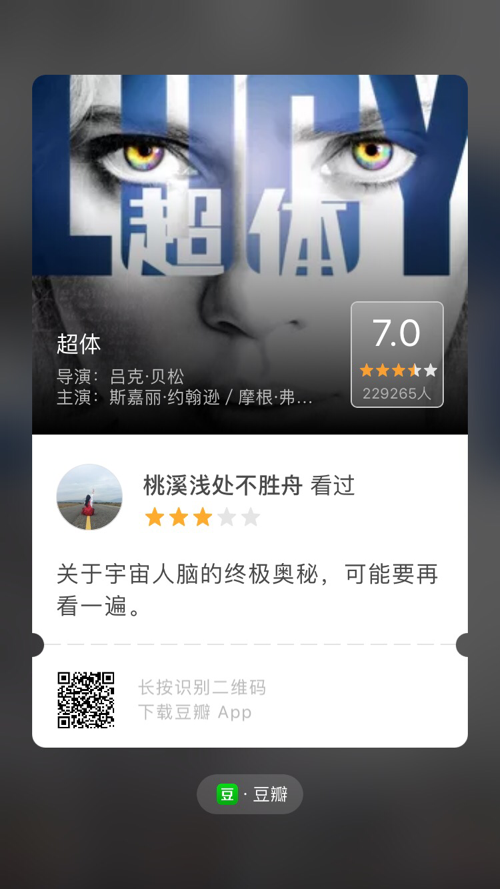 LUCY
超体
超体
7.0
导演：吕克·贝松
主演：斯嘉丽·约翰逊 / 摩根·弗...
229265人
桃溪浅处不胜舟 看过
关于宇宙人脑的终极奥秘，可能要再
看一遍。
长按识别二维码
下载豆瓣 App
豆 · 豆瓣